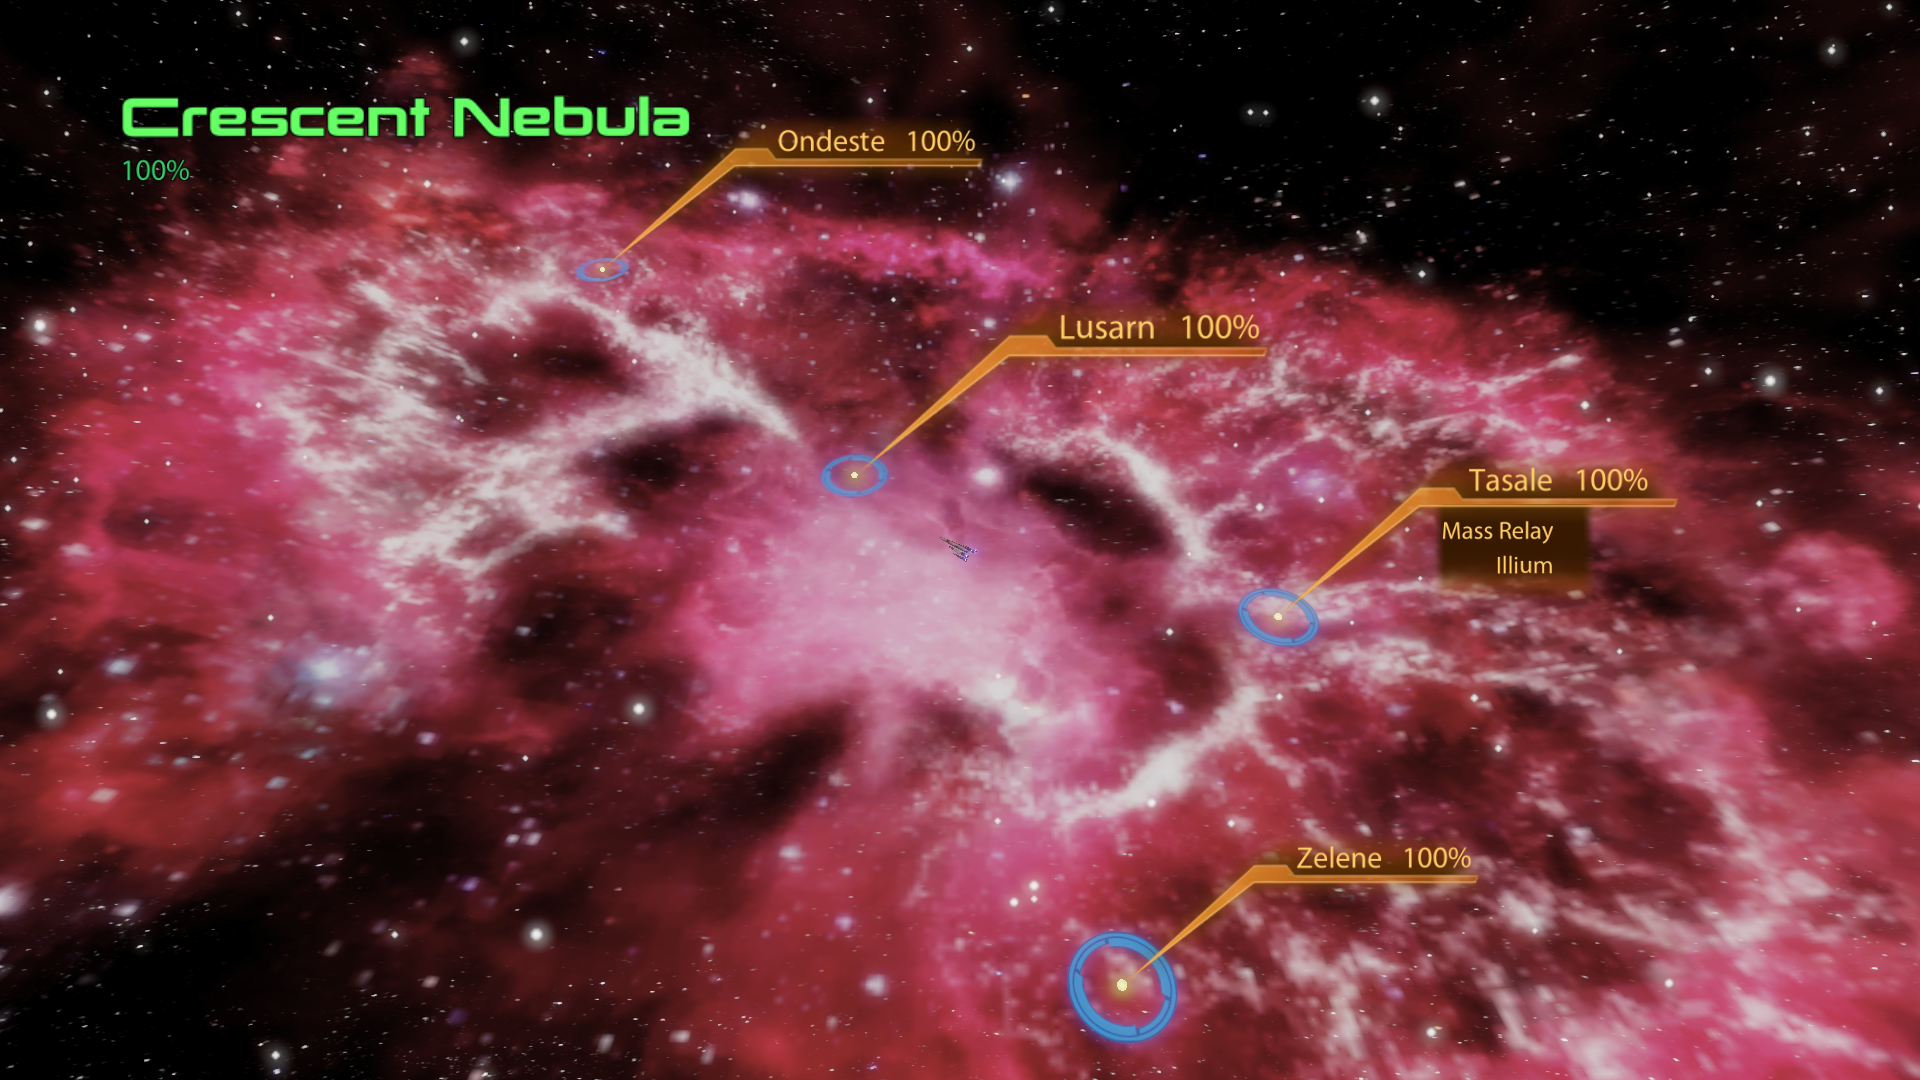 Crescent Nebula
100%
Ondeste 100%
Lusarn 100%
Tasale 100%
Mass Relay
Illium
Zelene 100%